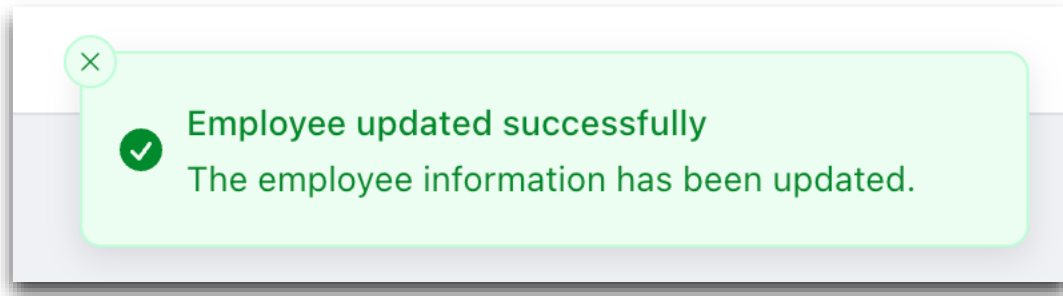 Employee updated successfully
The employee information has been updated.